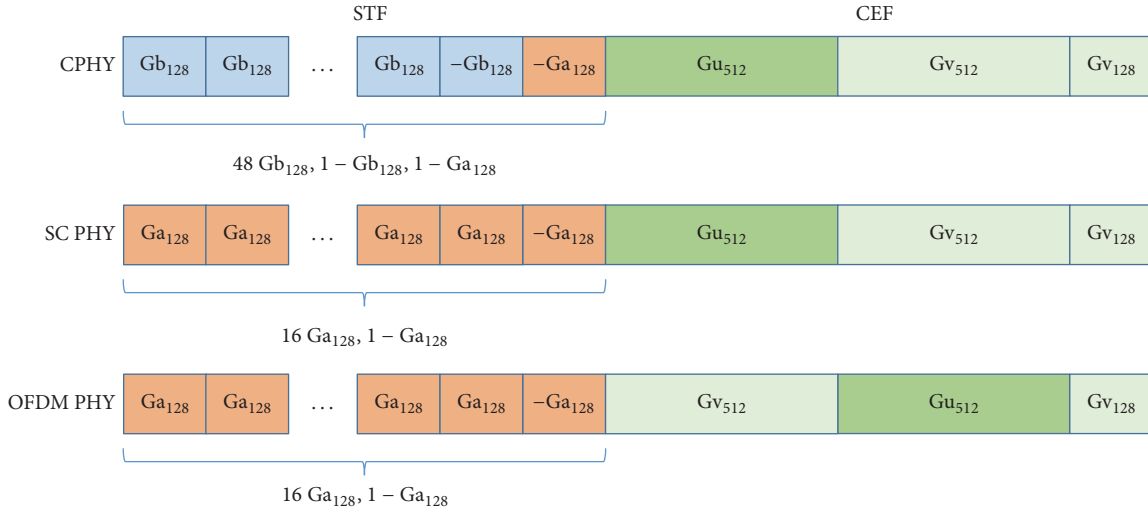 STF CEF
CPHY Gb₁₂₈ Gb₁₂₈ … Gb₁₂₈ −Gb₁₂₈ −Ga₁₂₈ Gu₅₁₂ Gv₅₁₂ Gv₁₂₈
48 Gb₁₂₈, 1 − Gb₁₂₈, 1 − Ga₁₂₈
SC PHY Ga₁₂₈ Ga₁₂₈ … Ga₁₂₈ Ga₁₂₈ −Ga₁₂₈ Gu₅₁₂ Gv₅₁₂ Gv₁₂₈
16 Ga₁₂₈, 1 − Ga₁₂₈
OFDM PHY Ga₁₂₈ Ga₁₂₈ … Ga₁₂₈ Ga₁₂₈ −Ga₁₂₈ Gv₅₁₂ Gu₅₁₂ Gv₁₂₈
16 Ga₁₂₈, 1 − Ga₁₂₈